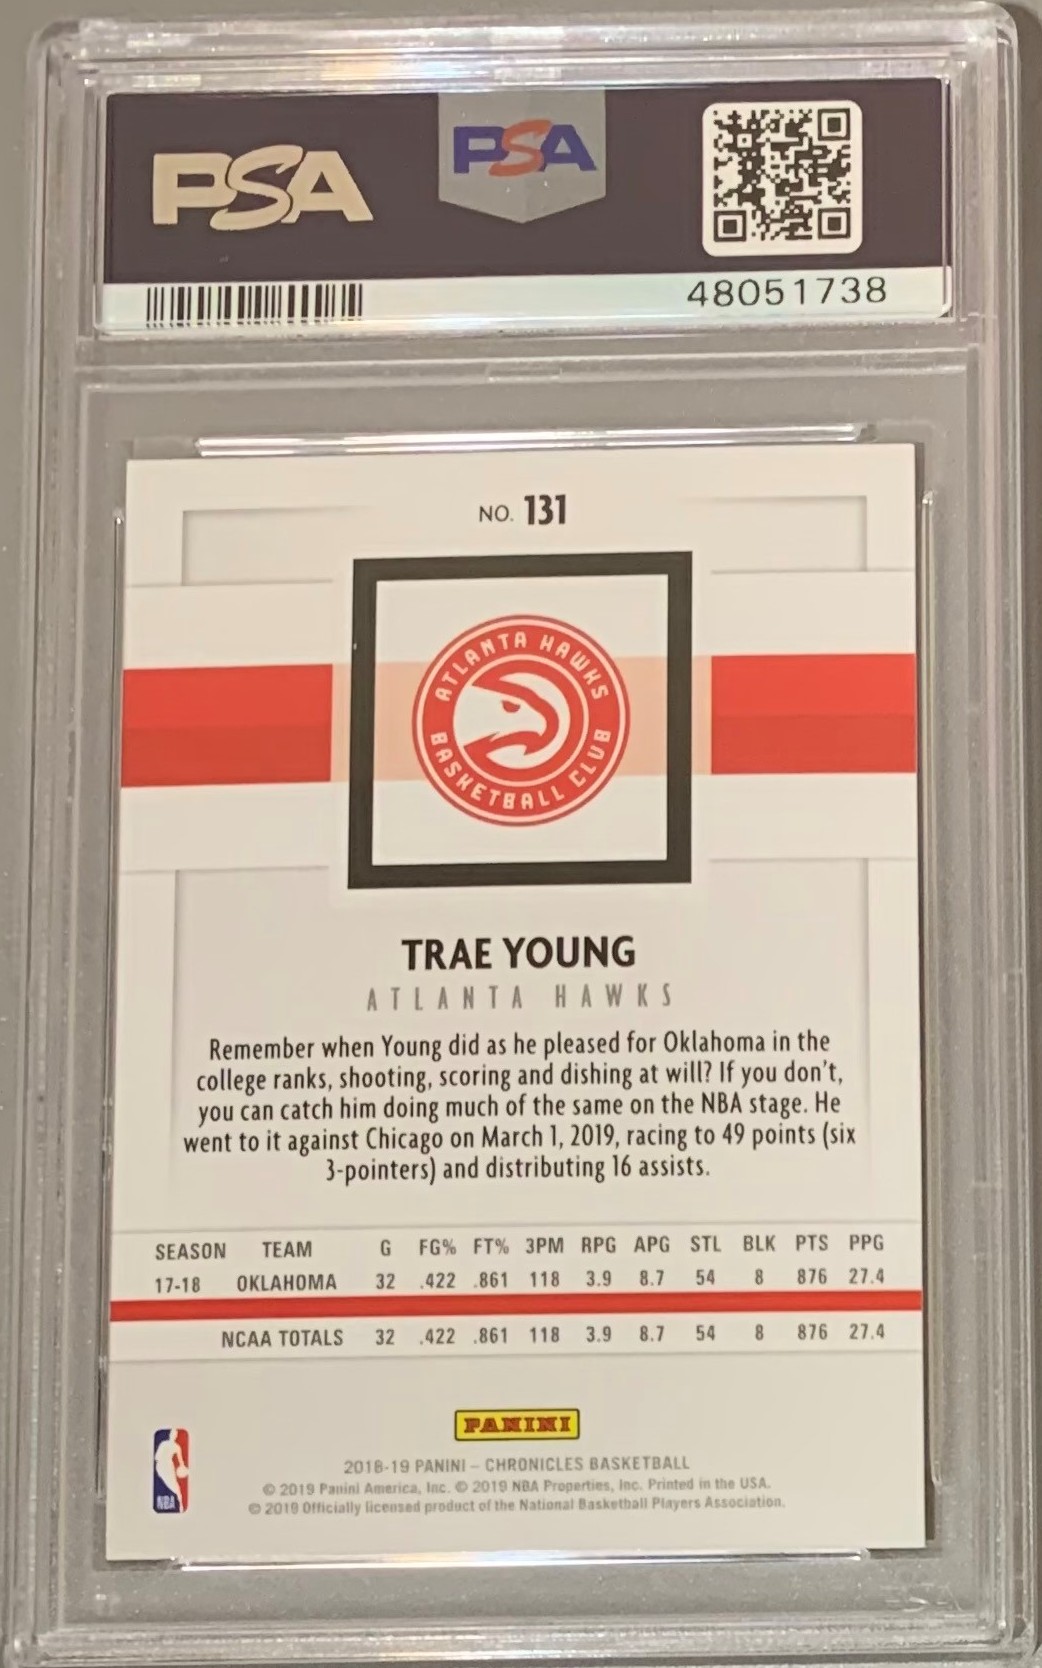 PSA
PSA
48051738
NO. 131
ATLANTA HAWKS
BASKETBALL CLUB
TRAE YOUNG
ATLANTA HAWKS
Remember when Young did as he pleased for Oklahoma in the
college ranks, shooting, scoring and dishing at will? If you don't,
you can catch him doing much of the same on the NBA stage. He
went to it against Chicago on March 1, 2019, racing to 49 points (six
3-pointers) and distributing 16 assists.
SEASON TEAM G FG% FT% 3PM RPG APG STL BLK PTS PPG
17-18 OKLAHOMA 32 .422 .861 118 3.9 8.7 54 8 876 27.4
NCAA TOTALS 32 .422 .861 118 3.9 8.7 54 8 876 27.4
PANINI
NBA
2018-19 PANINI – CHRONICLES BASKETBALL
© 2019 Panini America, Inc. © 2019 NBA Properties, Inc. Printed in the USA.
© 2019 Officially licensed product of the National Basketball Players Association.